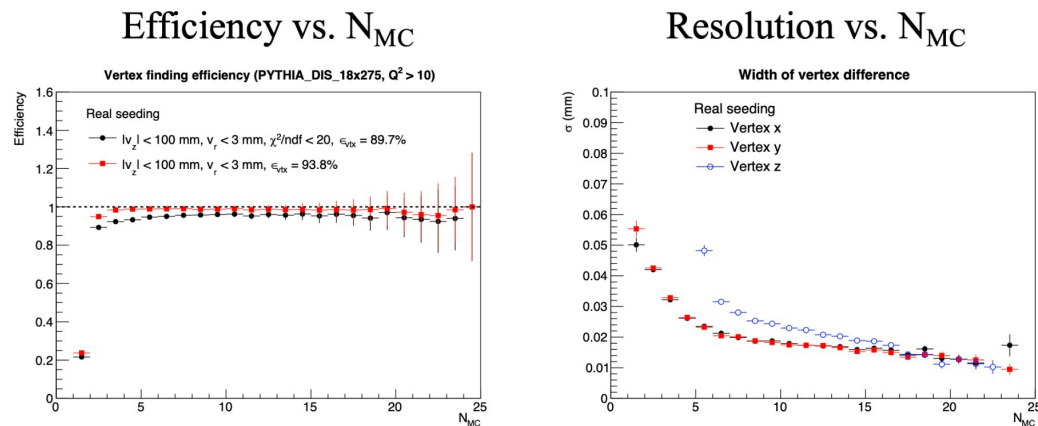 Efficiency vs. N_MC
Vertex finding efficiency (PYTHIA_DIS_18x275, Q² > 10)
Efficiency
1.6
1.4
1.2
1
0.8
0.6
0.4
0.2
0
Real seeding
|v_z| < 100 mm, v_r < 3 mm, χ²/ndf < 20, ε_vtx = 89.7%
|v_z| < 100 mm, v_r < 3 mm, ε_vtx = 93.8%
0 5 10 15 20 25
N_MC
Resolution vs. N_MC
Width of vertex difference
σ (mm)
0.1
0.09
0.08
0.07
0.06
0.05
0.04
0.03
0.02
0.01
0
Real seeding
Vertex x
Vertex y
Vertex z
0 5 10 15 20 25
N_MC